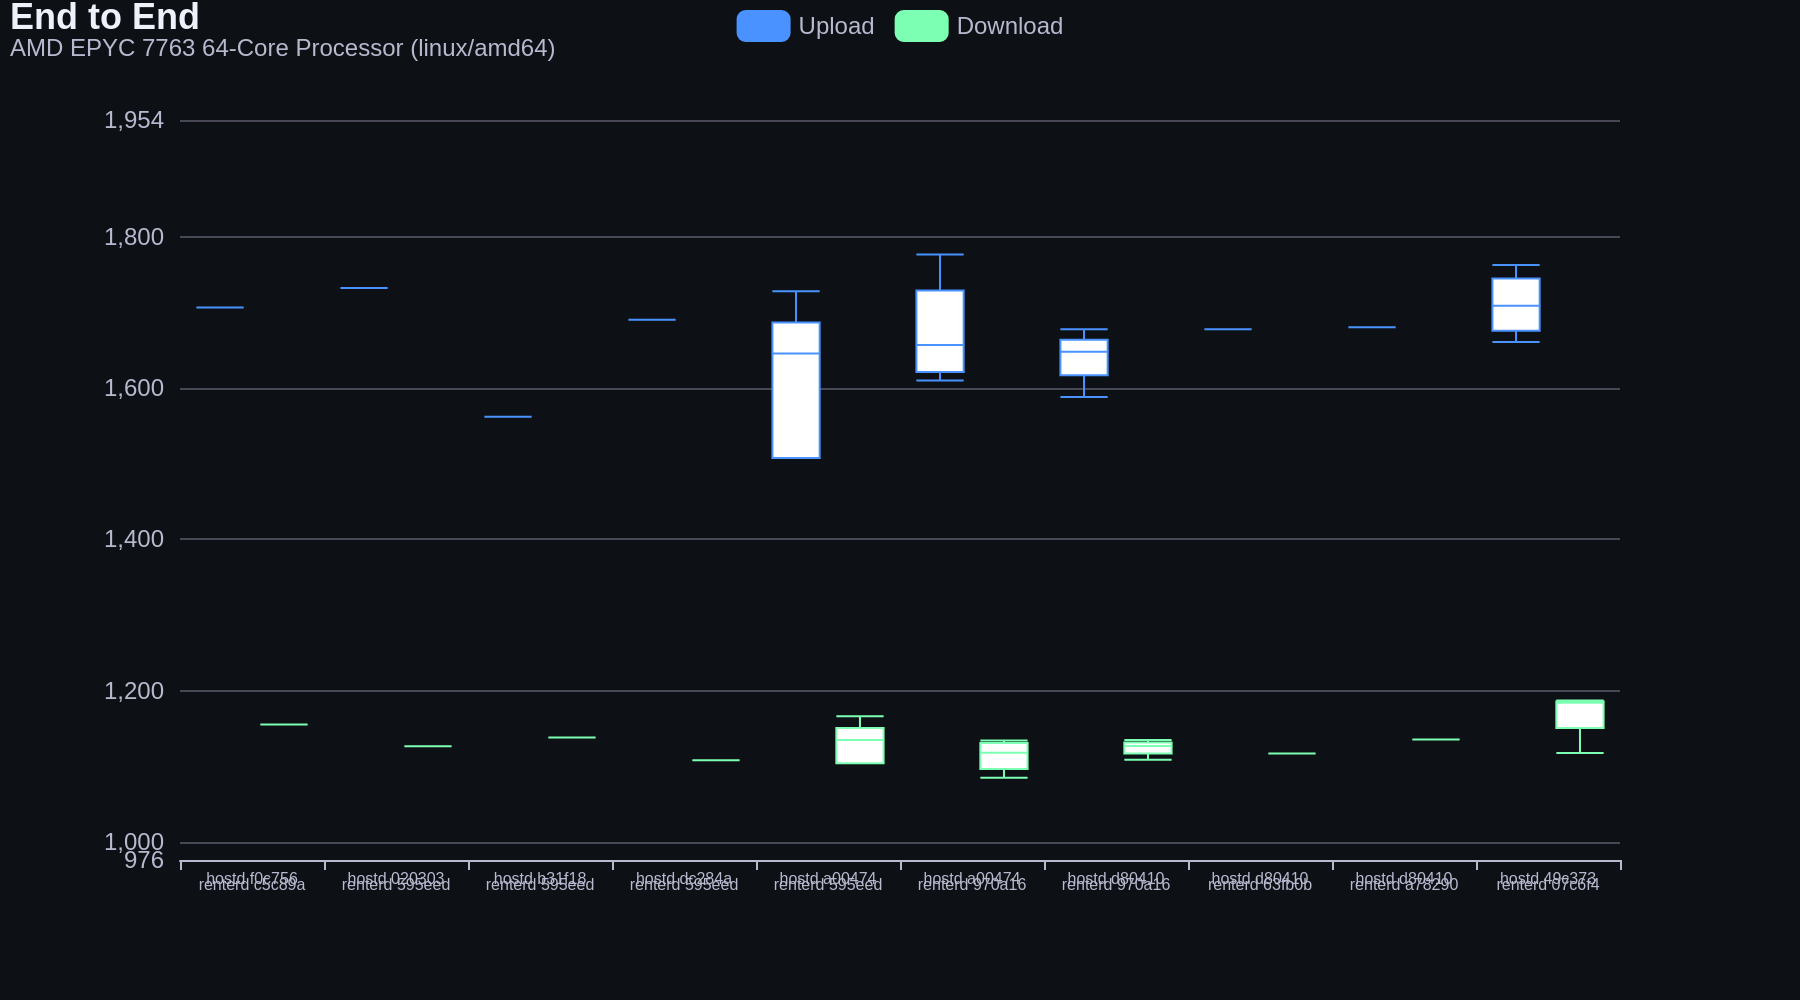 End to End
AMD EPYC 7763 64-Core Processor (linux/amd64)
Upload
Download
1,954
1,800
1,600
1,400
1,200
1,000
976
hostd f0c756
renterd c5c89a
hostd 020303
renterd 595eed
hostd b31f18
renterd 595eed
hostd dc284a
renterd 595eed
hostd a00474
renterd 595eed
hostd a00474
renterd 970a16
hostd d80410
renterd 970a16
hostd d80410
renterd 63fb0b
hostd d80410
renterd a78290
hostd 49c373
renterd 07c6f4